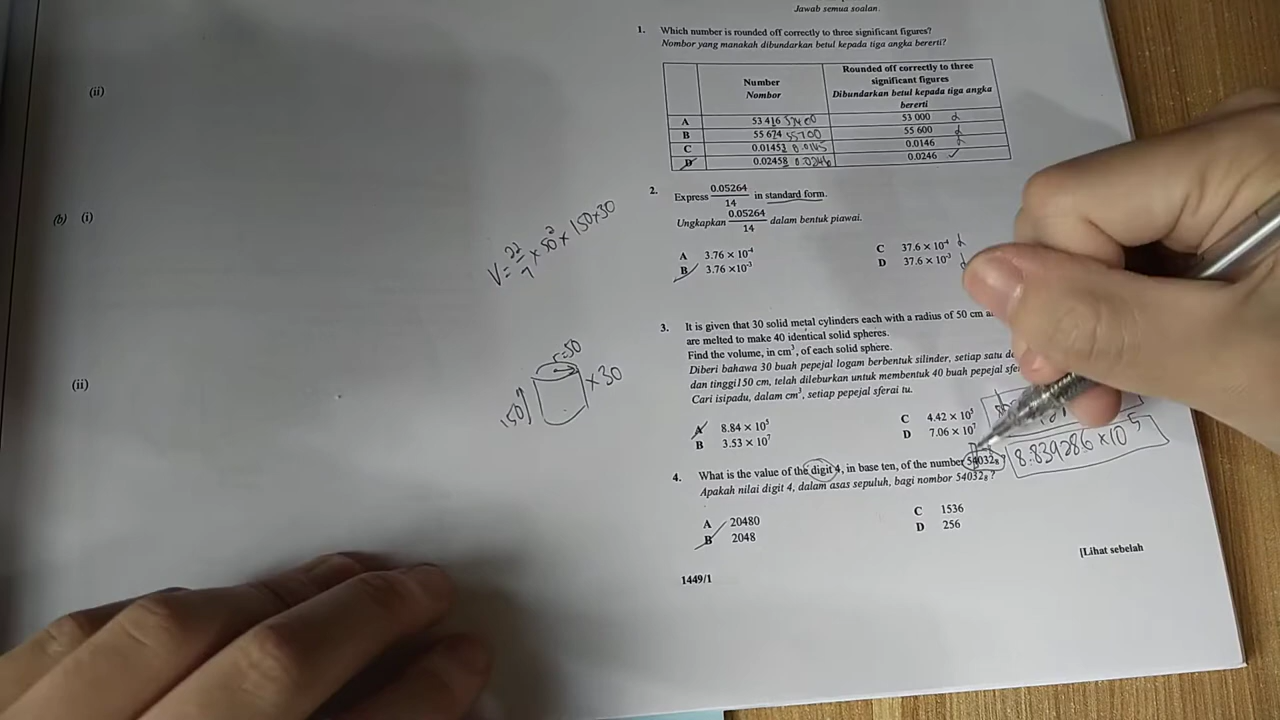 Jawab semua soalan.
1. Which number is rounded off correctly to three significant figures?
Nombor yang manakah dibundarkan betul kepada tiga angka bererti?
Number
Nombor
Rounded off correctly to three
significant figures
Dibundarkan betul kepada tiga angka
bererti
A 53 416 53400 53 000
B 55 674 55700 55 600
C 0.01453 0.0145 0.0146
D 0.02458 0.0246 0.0246 ✓
2. Express 0.05264/14 in standard form.
Ungkapkan 0.05264/14 dalam bentuk piawai.
A 3.76 × 10⁻⁴
B 3.76 ×10⁻³
C 37.6 × 10⁻⁴
D 37.6 × 10⁻³
3. It is given that 30 solid metal cylinders each with a radius of 50 cm
are melted to make 40 identical solid spheres.
Find the volume, in cm³, of each solid sphere.
Diberi bahawa 30 buah pepejal logam berbentuk silinder, setiap satu
dan tinggi150 cm, telah dileburkan untuk membentuk 40 buah pepejal
Cari isipadu, dalam cm³, setiap pepejal sfera itu.
A 8.84 × 10⁵
B 3.53 × 10⁷
C 4.42 × 10⁵
D 7.06 × 10⁷
8.839286×10⁵
4. What is the value of the digit 4, in base ten, of the number 54032₈?
Apakah nilai digit 4, dalam asas sepuluh, bagi nombor 54032₈ ?
A 20480
B 2048
C 1536
D 256
[Lihat sebelah
1449/1
(ii)
(b) (i)
(ii)
V = 22/7 × 50² × 150 × 30
r=50
150
×30